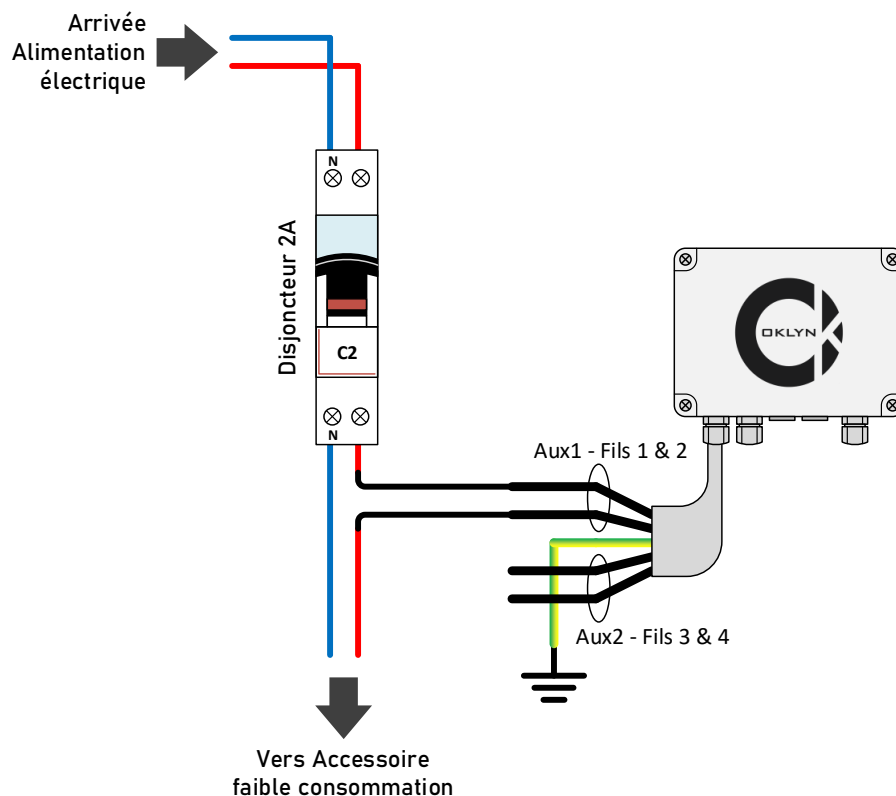 Arrivée
Alimentation
électrique
N
Disjoncteur 2A
C2
N
OKLYN
Aux1 - Fils 1 & 2
Aux2 - Fils 3 & 4
Vers Accessoire
faible consommation